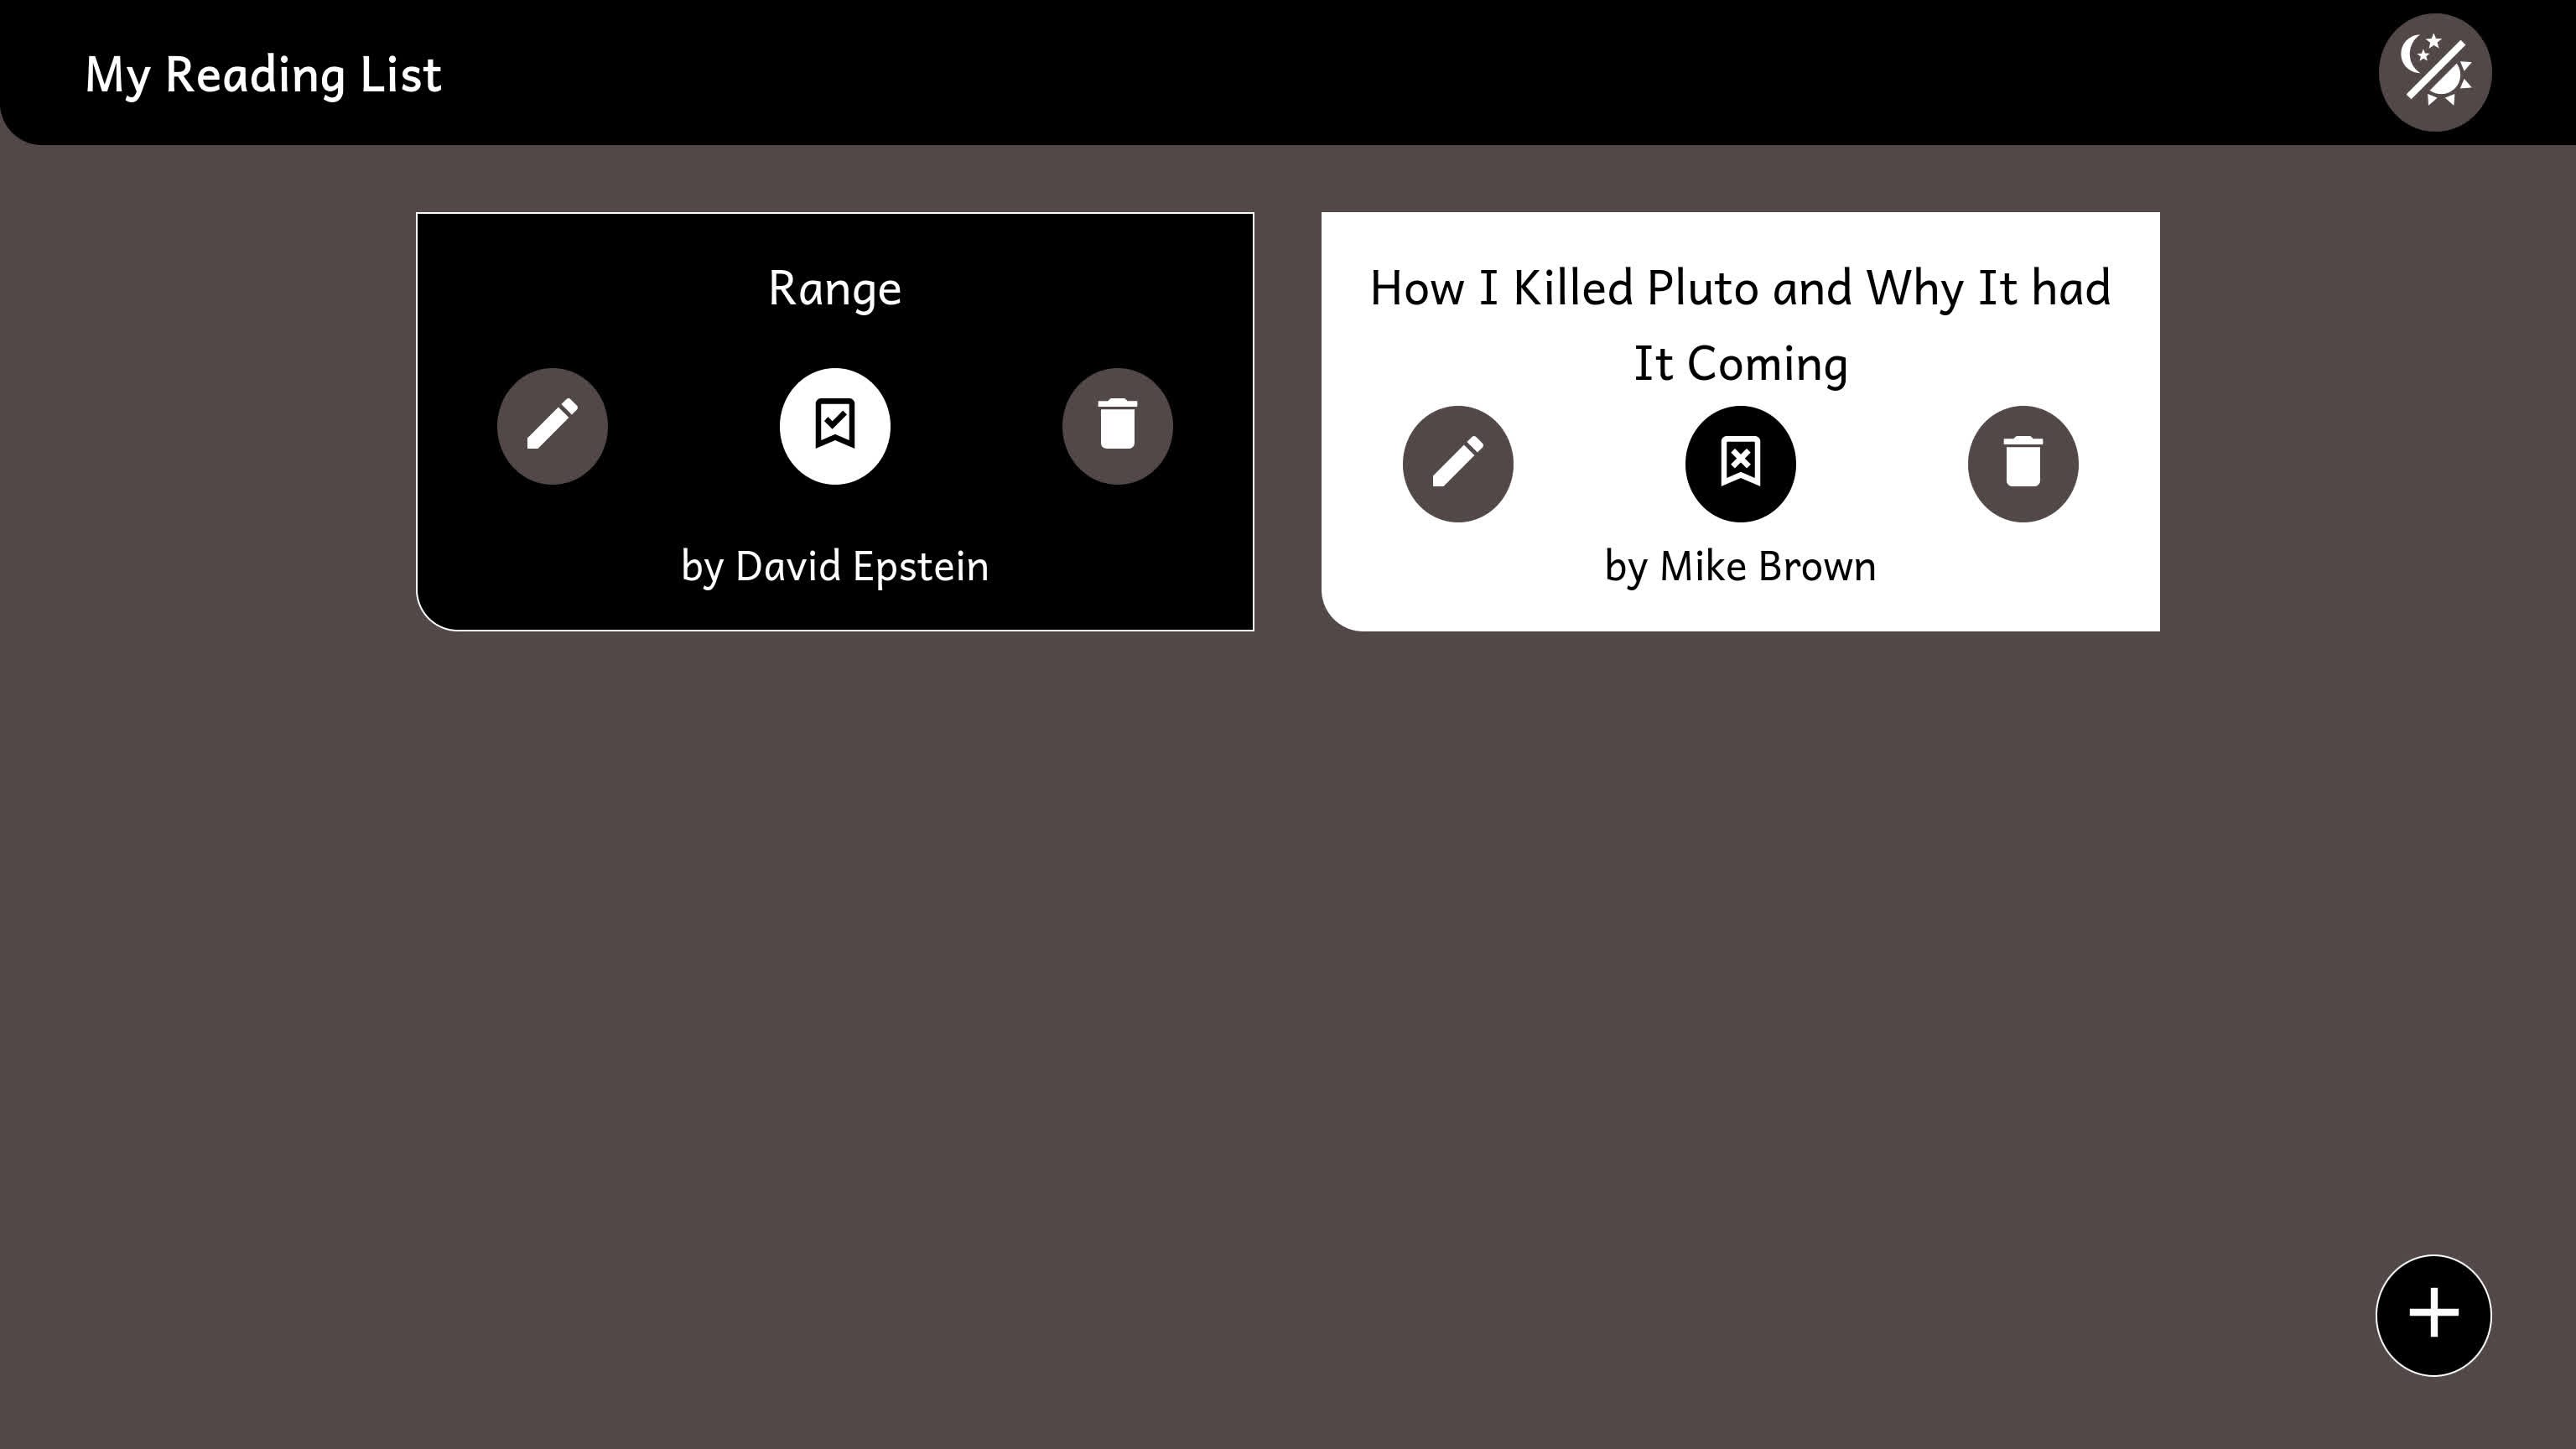 My Reading List
Range
by David Epstein
How I Killed Pluto and Why It had
It Coming
by Mike Brown